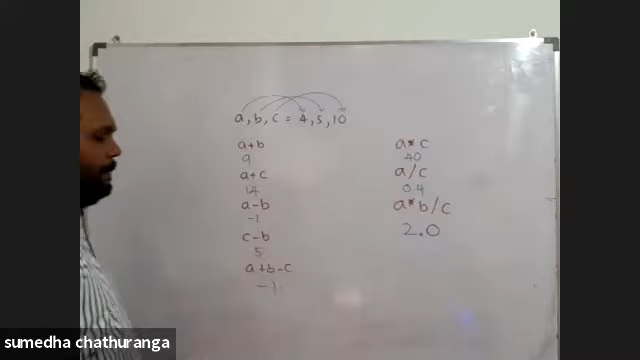 a, b, c = 4, 5, 10
a+b
9
a+c
14
a-b
-1
c-b
5
a+b-c
-1
a*c
40
a/c
0.4
a*b/c
2.0
sumedha chathuranga